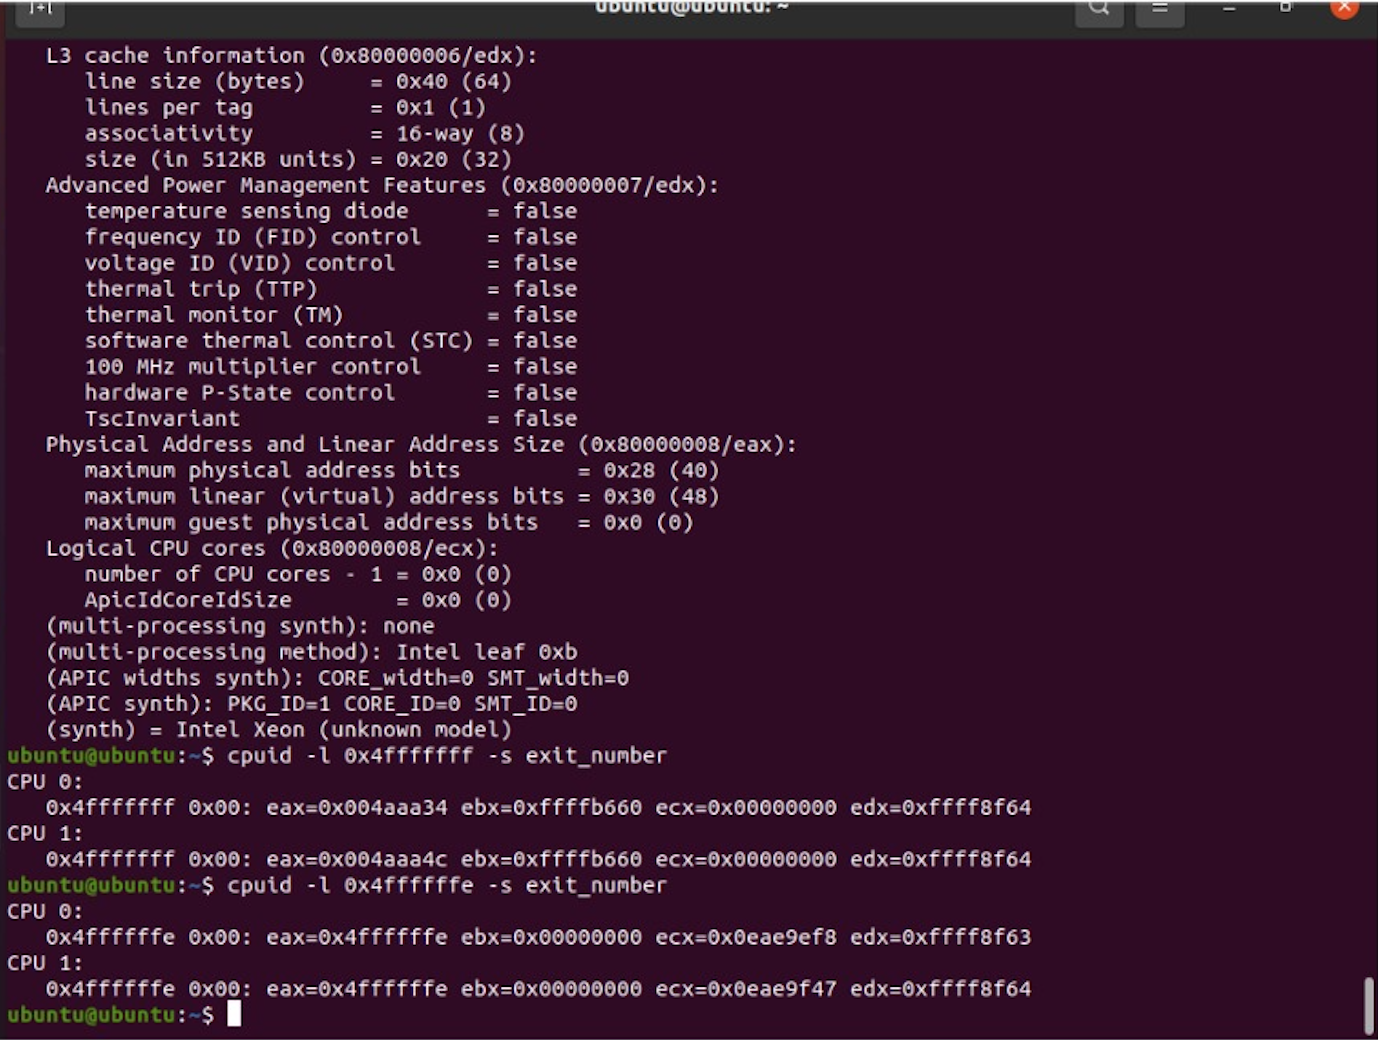 ubuntu@ubuntu: ~
L3 cache information (0x80000006/edx):
line size (bytes) = 0x40 (64)
lines per tag = 0x1 (1)
associativity = 16-way (8)
size (in 512KB units) = 0x20 (32)
Advanced Power Management Features (0x80000007/edx):
temperature sensing diode = false
frequency ID (FID) control = false
voltage ID (VID) control = false
thermal trip (TTP) = false
thermal monitor (TM) = false
software thermal control (STC) = false
100 MHz multiplier control = false
hardware P-State control = false
TscInvariant = false
Physical Address and Linear Address Size (0x80000008/eax):
maximum physical address bits = 0x28 (40)
maximum linear (virtual) address bits = 0x30 (48)
maximum guest physical address bits = 0x0 (0)
Logical CPU cores (0x80000008/ecx):
number of CPU cores - 1 = 0x0 (0)
ApicIdCoreIdSize = 0x0 (0)
(multi-processing synth): none
(multi-processing method): Intel leaf 0xb
(APIC widths synth): CORE_width=0 SMT_width=0
(APIC synth): PKG_ID=1 CORE_ID=0 SMT_ID=0
(synth) = Intel Xeon (unknown model)
ubuntu@ubuntu:~$ cpuid -l 0x4fffffff -s exit_number
CPU 0:
0x4fffffff 0x00: eax=0x004aaa34 ebx=0xffffb660 ecx=0x00000000 edx=0xffff8f64
CPU 1:
0x4fffffff 0x00: eax=0x004aaa4c ebx=0xffffb660 ecx=0x00000000 edx=0xffff8f64
ubuntu@ubuntu:~$ cpuid -l 0x4ffffffe -s exit_number
CPU 0:
0x4ffffffe 0x00: eax=0x4ffffffe ebx=0x00000000 ecx=0x0eae9ef8 edx=0xffff8f63
CPU 1:
0x4ffffffe 0x00: eax=0x4ffffffe ebx=0x00000000 ecx=0x0eae9f47 edx=0xffff8f64
ubuntu@ubuntu:~$